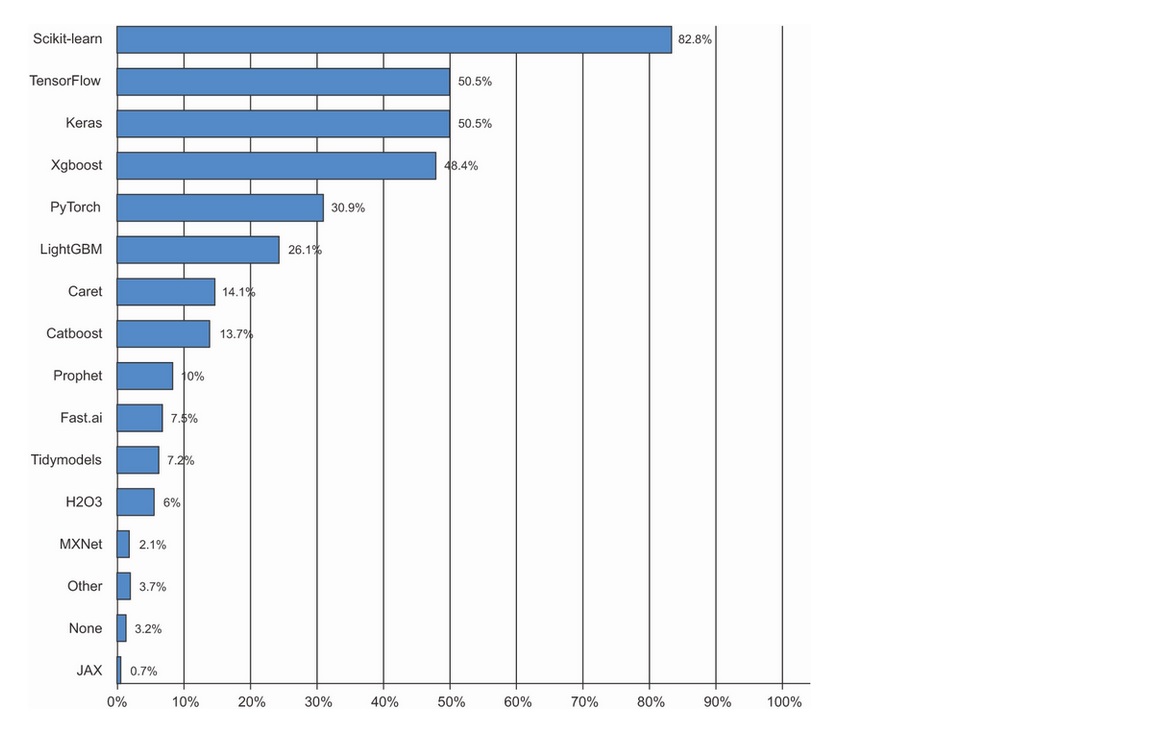 Scikit-learn 82.8%
TensorFlow 50.5%
Keras 50.5%
Xgboost 48.4%
PyTorch 30.9%
LightGBM 26.1%
Caret 14.1%
Catboost 13.7%
Prophet 10%
Fast.ai 7.5%
Tidymodels 7.2%
H2O3 6%
MXNet 2.1%
Other 3.7%
None 3.2%
JAX 0.7%
0% 10% 20% 30% 40% 50% 60% 70% 80% 90% 100%